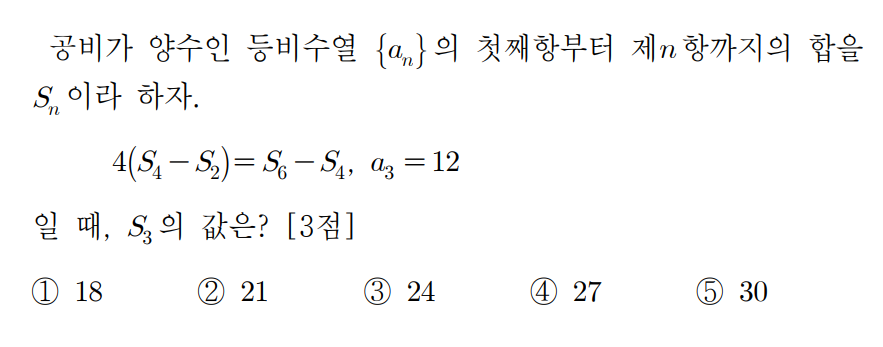 공비가 양수인 등비수열 {aₙ}의 첫째항부터 제n항까지의 합을
Sₙ이라 하자.
4(S₄－S₂)＝S₆－S₄, a₃＝12
일 때, S₃의 값은? [3점]
① 18 ② 21 ③ 24 ④ 27 ⑤ 30